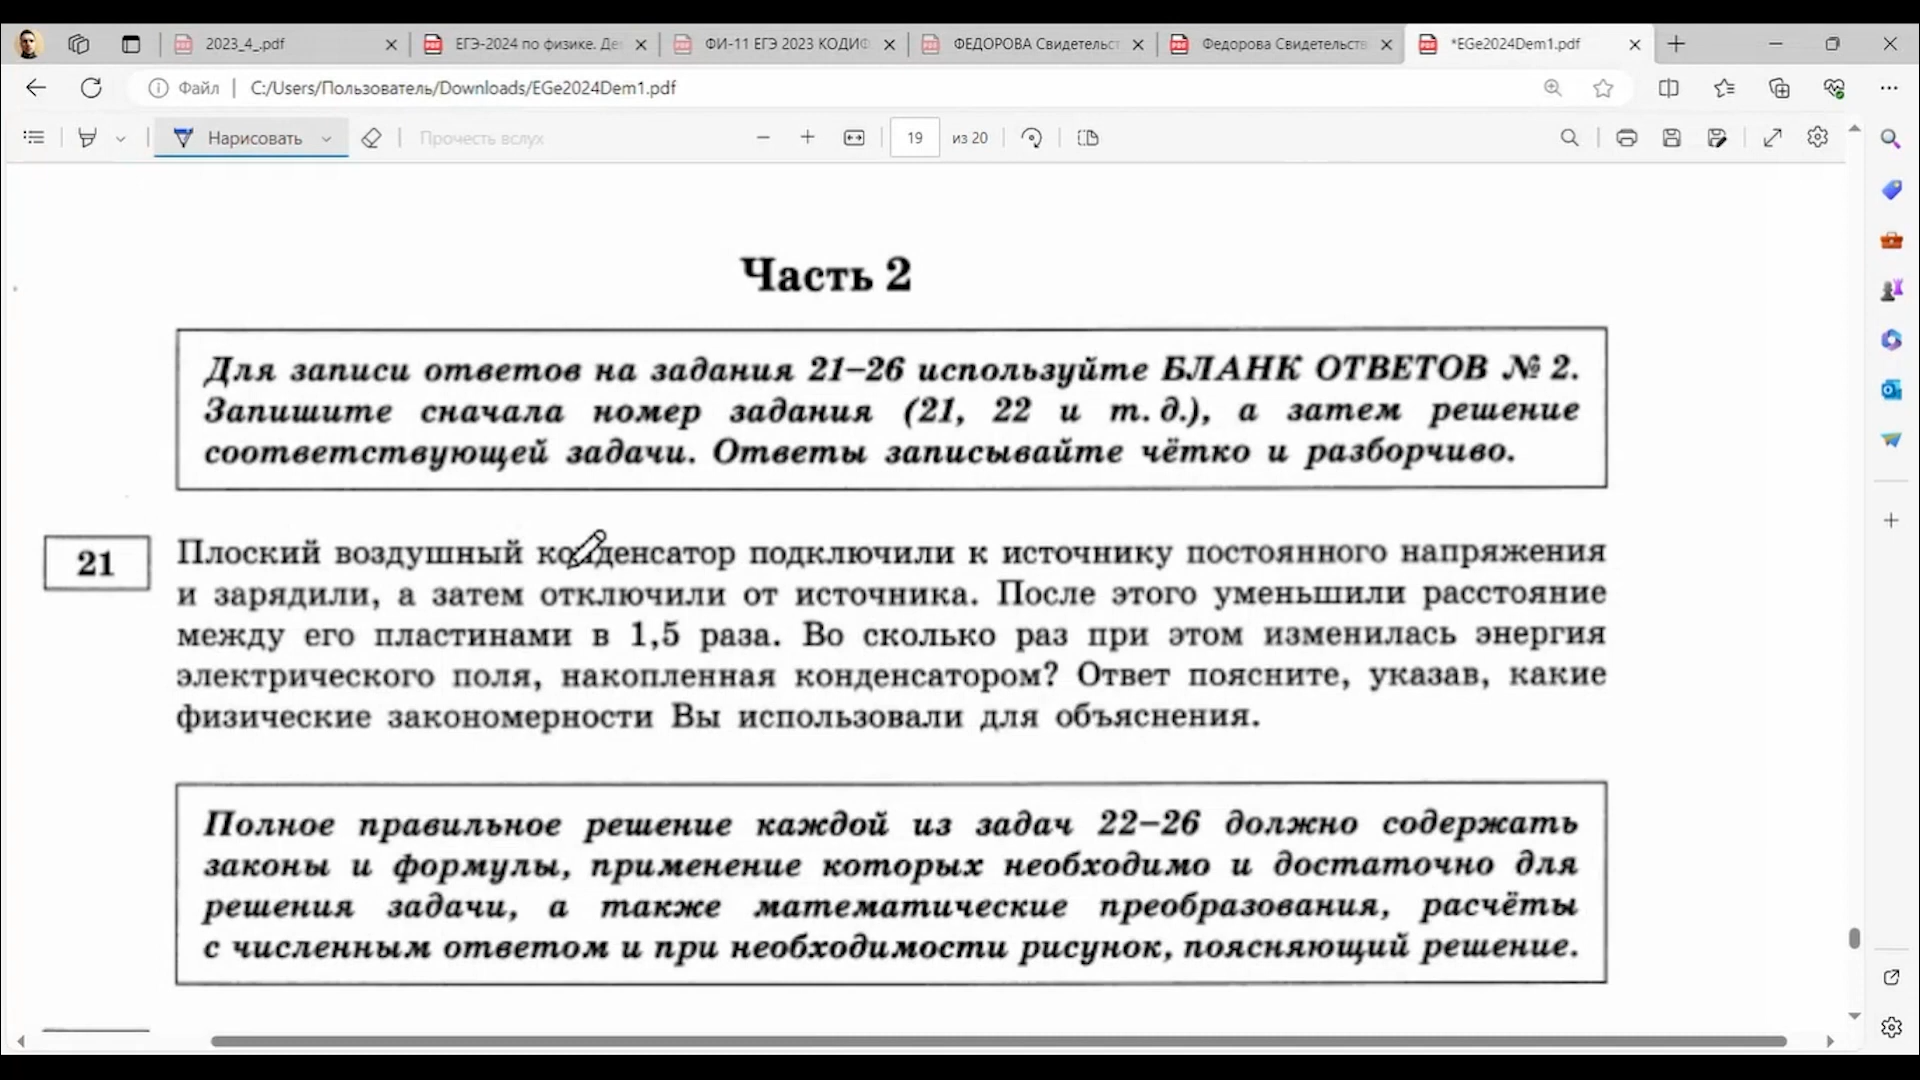 2023_4_.pdf
ЕГЭ-2024 по физике. Де
ФИ-11 ЕГЭ 2023 КОДИФ
ФЕДОРОВА Свидетельст
Федорова Свидетельств
*EGe2024Dem1.pdf
Файл
C:/Users/Пользователь/Downloads/EGe2024Dem1.pdf
Нарисовать
Прочесть вслух
19
из 20
Часть 2
Для записи ответов на задания 21–26 используйте БЛАНК ОТВЕТОВ № 2.
Запишите сначала номер задания (21, 22 и т. д.), а затем решение
соответствующей задачи. Ответы записывайте чётко и разборчиво.
21
Плоский воздушный конденсатор подключили к источнику постоянного напряжения
и зарядили, а затем отключили от источника. После этого уменьшили расстояние
между его пластинами в 1,5 раза. Во сколько раз при этом изменилась энергия
электрического поля, накопленная конденсатором? Ответ поясните, указав, какие
физические закономерности Вы использовали для объяснения.
Полное правильное решение каждой из задач 22–26 должно содержать
законы и формулы, применение которых необходимо и достаточно для
решения задачи, а также математические преобразования, расчёты
с численным ответом и при необходимости рисунок, поясняющий решение.